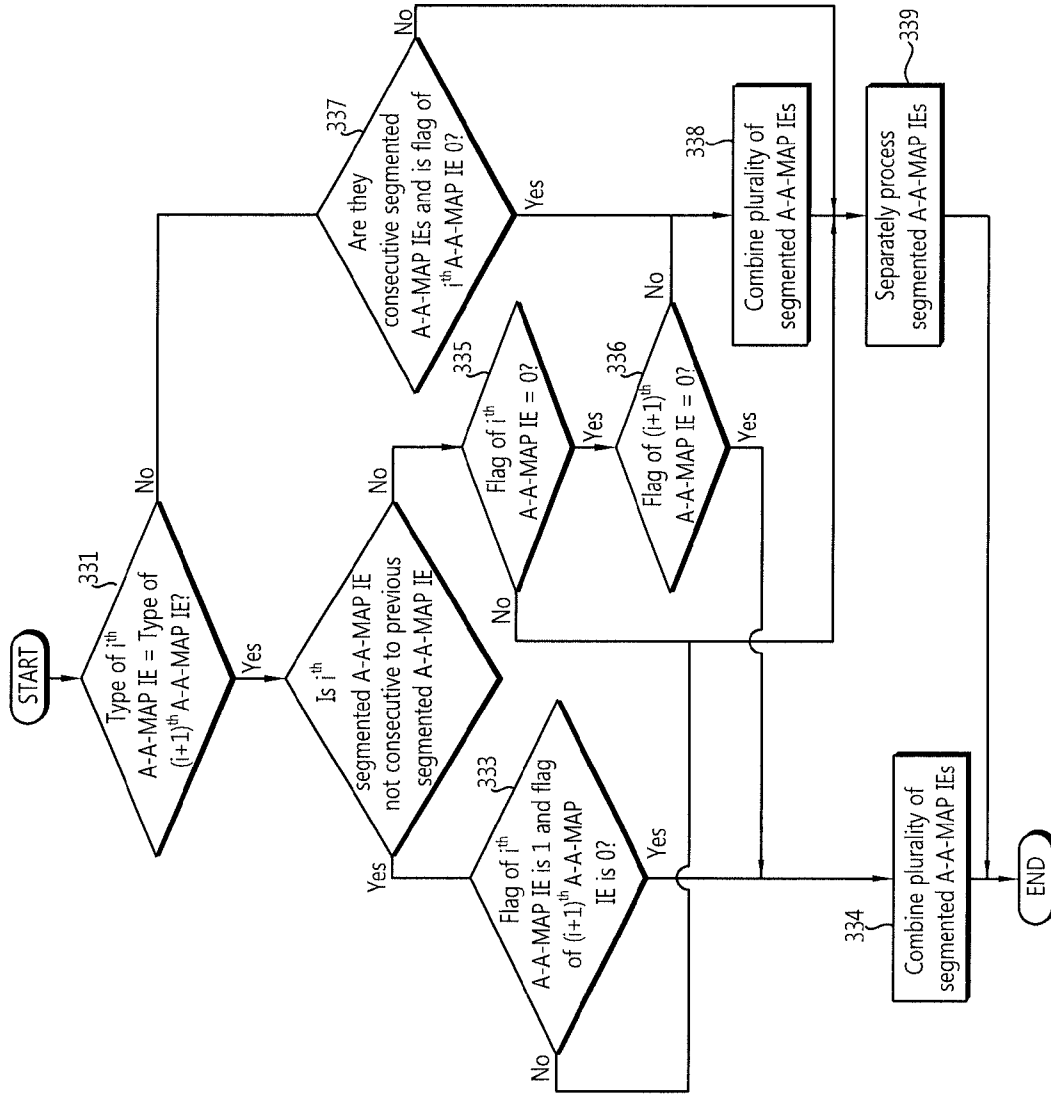 START
331
Type of iᵗʰ
A-A-MAP IE = Type of
(i+1)ᵗʰ A-A-MAP IE?
No
Yes
Is iᵗʰ
segmented A-A-MAP IE
not consecutive to previous
segmented A-A-MAP IE
Yes
No
333
Flag of iᵗʰ
A-A-MAP IE is 1 and flag
of (i+1)ᵗʰ A-A-MAP
IE is 0?
No
Yes
335
Flag of iᵗʰ
A-A-MAP IE = 0?
No
Yes
336
Flag of (i+1)ᵗʰ
A-A-MAP IE = 0?
No
Yes
337
Are they
consecutive segmented
A-A-MAP IEs and is flag of
iᵗʰ A-A-MAP IE 0?
No
Yes
338
Combine plurality of
segmented A-A-MAP IEs
339
Separately process
segmented A-A-MAP IEs
334
Combine plurality of
segmented A-A-MAP IEs
END